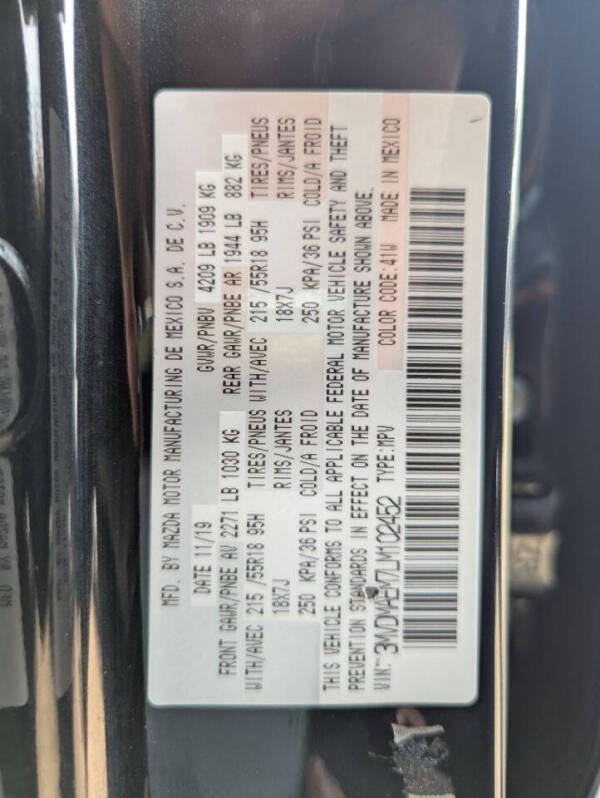 MFD. BY MAZDA MOTOR MANUFACTURING DE MEXICO S.A. DE C.V.
DATE 11/19 GVWR/PNBV 4209 LB 1909 KG
FRONT GAWR/PNBE AV 2271 LB 1030 KG REAR GAWR/PNBE AR 1944 LB 882 KG
WITH/AVEC 215 /55R18 95H TIRES/PNEUS WITH/AVEC 215 /55R18 95H TIRES/PNEUS
18X7J RIMS/JANTES 18X7J RIMS/JANTES
250 KPA/36 PSI COLD/A FROID 250 KPA/36 PSI COLD/A FROID
THIS VEHICLE CONFORMS TO ALL APPLICABLE FEDERAL MOTOR VEHICLE SAFETY AND THEFT
PREVENTION STANDARDS IN EFFECT ON THE DATE OF MANUFACTURE SHOWN ABOVE.
VIN: 3MVDMAEM7LM102452 TYPE:MPV COLOR CODE:41W MADE IN MEXICO